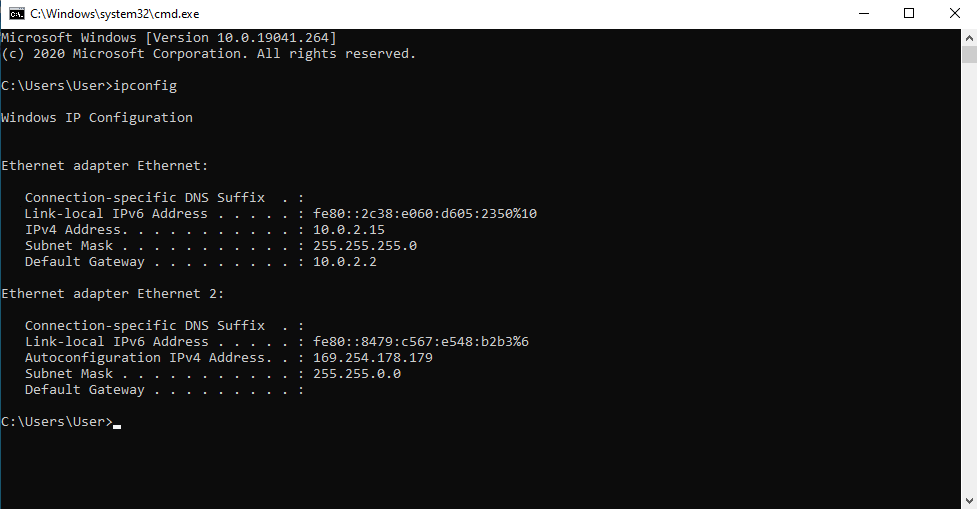 C:\Windows\system32\cmd.exe
Microsoft Windows [Version 10.0.19041.264]
(c) 2020 Microsoft Corporation. All rights reserved.
C:\Users\User>ipconfig
Windows IP Configuration
Ethernet adapter Ethernet:
Connection-specific DNS Suffix  . :
Link-local IPv6 Address . . . . . : fe80::2c38:e060:d605:2350%10
IPv4 Address. . . . . . . . . . . : 10.0.2.15
Subnet Mask . . . . . . . . . . . : 255.255.255.0
Default Gateway . . . . . . . . . : 10.0.2.2
Ethernet adapter Ethernet 2:
Connection-specific DNS Suffix  . :
Link-local IPv6 Address . . . . . : fe80::8479:c567:e548:b2b3%6
Autoconfiguration IPv4 Address. . : 169.254.178.179
Subnet Mask . . . . . . . . . . . : 255.255.0.0
Default Gateway . . . . . . . . . :
C:\Users\User>